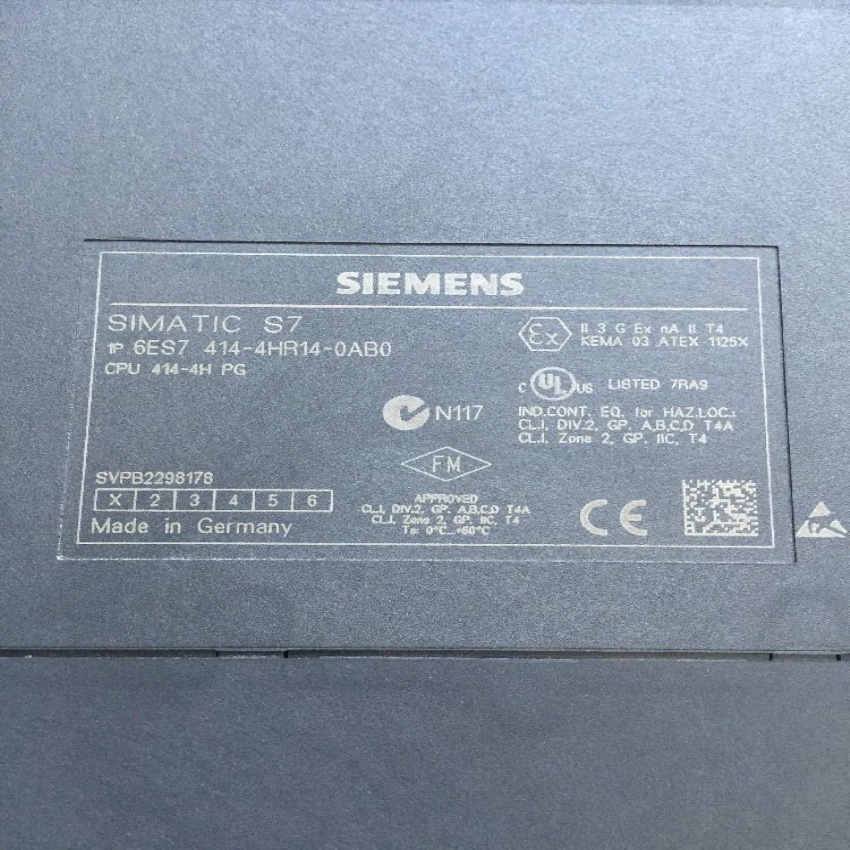 SIEMENS
SIMATIC S7
1P 6ES7 414-4HR14-0AB0
CPU 414-4H PG
Ex II 3 G Ex nA II T4
KEMA 03 ATEX 1125X
C UL US LISTED 7RA9
N117
IND.CONT. EQ. for HAZ.LOC.:
CL.I, DIV.2, GP. A,B,C,D T4A
CL.I, Zone 2, GP. IIC, T4
FM
APPROVED
CL.I, DIV.2, GP. A,B,C,D T4A
CL.I, Zone 2, GP. IIC, T4
Ta: 0°C...+60°C
SVPB2298178
X 2 3 4 5 6
Made in Germany
CE